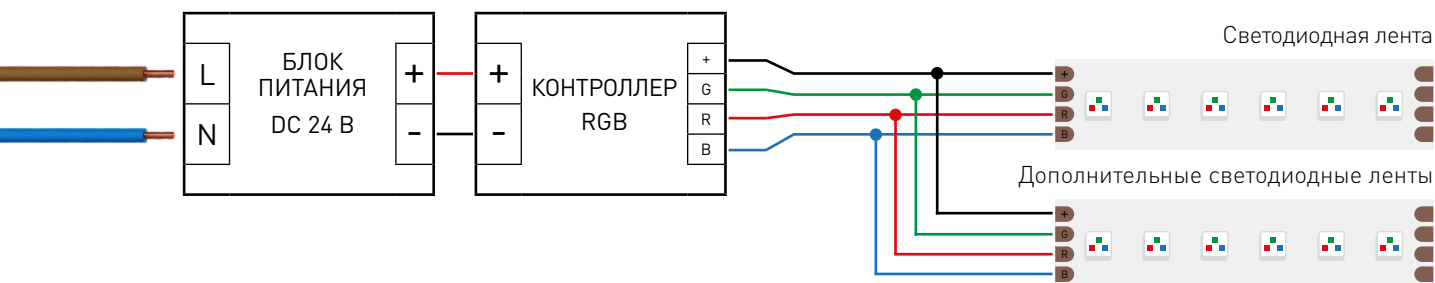 Светодиодная лента
L
N
БЛОК
ПИТАНИЯ
DC 24 В
+
-
+
-
КОНТРОЛЛЕР
RGB
+
G
R
B
+
G
R
B
Дополнительные светодиодные ленты
+
G
R
B